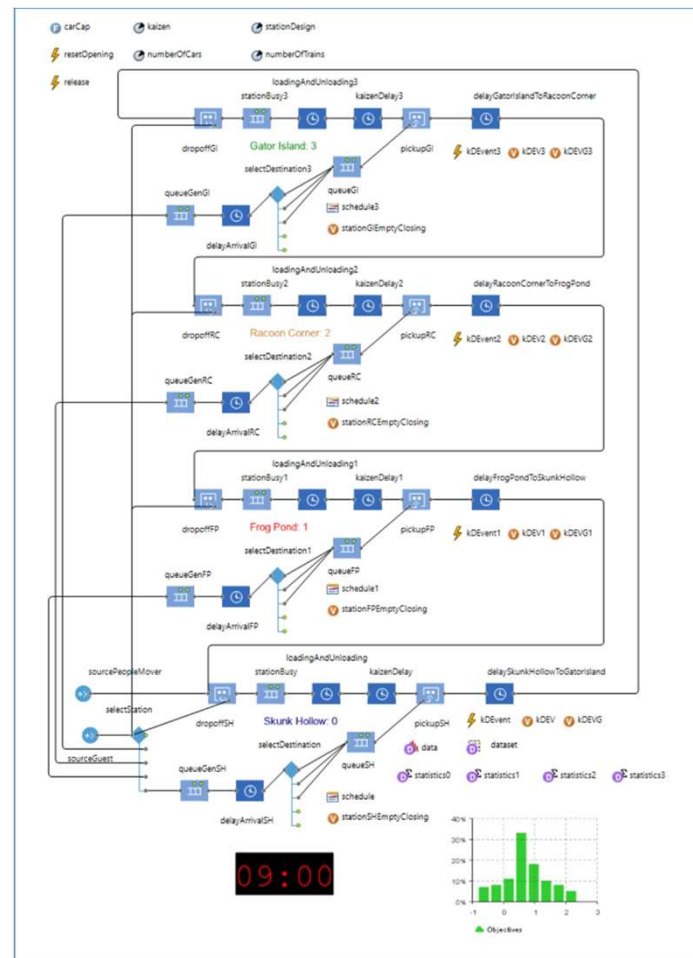 carCap kaizen stationDesign
resetOpening numberOfCars numberOfTrains
release
loadingAndUnloading3
stationBusy3 kaizenDelay3 delayGatorIslandToRacoonCorner
dropoffGI Gator Island: 3 pickupGI
kDEvent3 KDEV3 KDEVG3
selectDestination3
queueGenGI queueGI
schedule3
stationGIEmptyClosing
delayArrivalGI
loadingAndUnloading2
stationBusy2 kaizenDelay2 delayRacoonCornerToFrogPond
dropoffRC Racoon Corner: 2 pickupRC
kDEvent2 KDEV2 KDEVG2
selectDestination2
queueGenRC queueRC
schedule2
stationRCEmptyClosing
delayArrivalRC
loadingAndUnloading1
stationBusy1 kaizenDelay1 delayFrogPondToSkunkHollow
dropoffFP Frog Pond: 1 pickupFP
kDEvent1 KDEV1 KDEVG1
selectDestination1
queueGenFP queueFP
schedule1
stationFPEmptyClosing
delayArrivalFP
loadingAndUnloading
sourcePeopleMover stationBusy kaizenDelay delaySkunkHollowToGatorIsland
selectStation
dropoffSH Skunk Hollow: 0 pickupSH
kDEvent KDEV KDEVG
sourceGuest selectDestination
data dataset
queueGenSH queueSH
statistics0 statistics1 statistics2 statistics3
schedule
stationSHEmptyClosing
delayArrivalSH
09:00
40%
30%
20%
10%
-1 0 1 2 3
Objectives